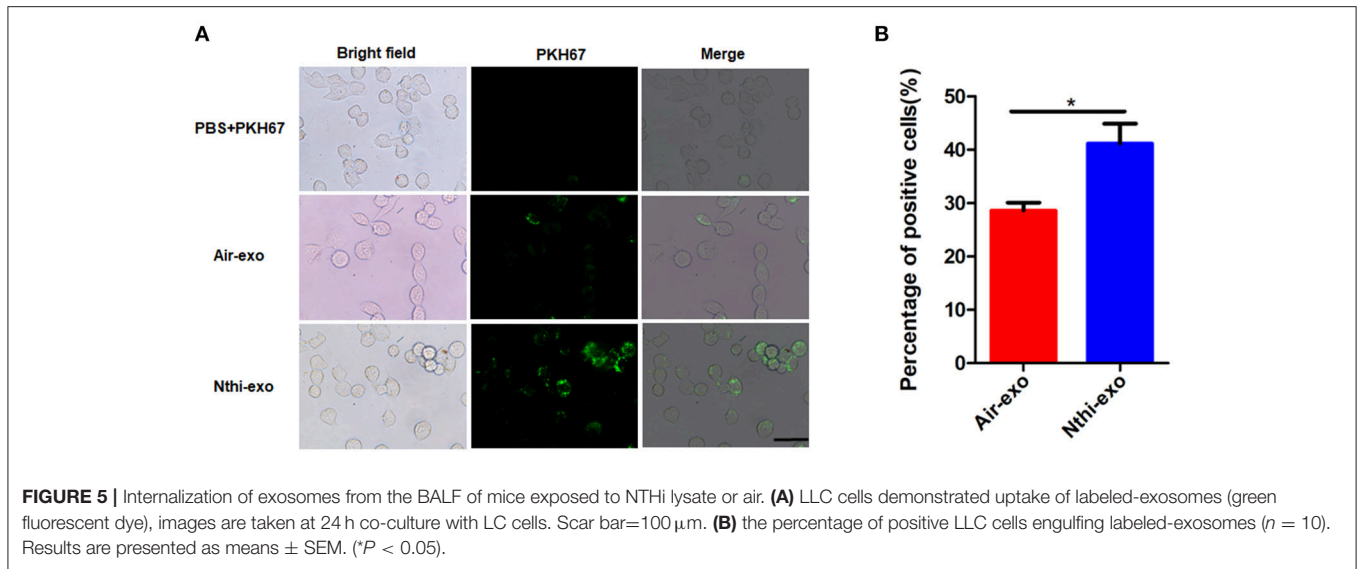 A
Bright field PKH67 Merge
PBS+PKH67
Air-exo
Nthi-exo
B
Percentage of positive cells(%)
50
40
30
20
10
0
*
Air-exo
Nthi-exo
FIGURE 5 | Internalization of exosomes from the BALF of mice exposed to NTHi lysate or air. (A) LLC cells demonstrated uptake of labeled-exosomes (green
fluorescent dye), images are taken at 24 h co-culture with LC cells. Scar bar=100 μm. (B) the percentage of positive LLC cells engulfing labeled-exosomes (n = 10).
Results are presented as means ± SEM. (*P < 0.05).